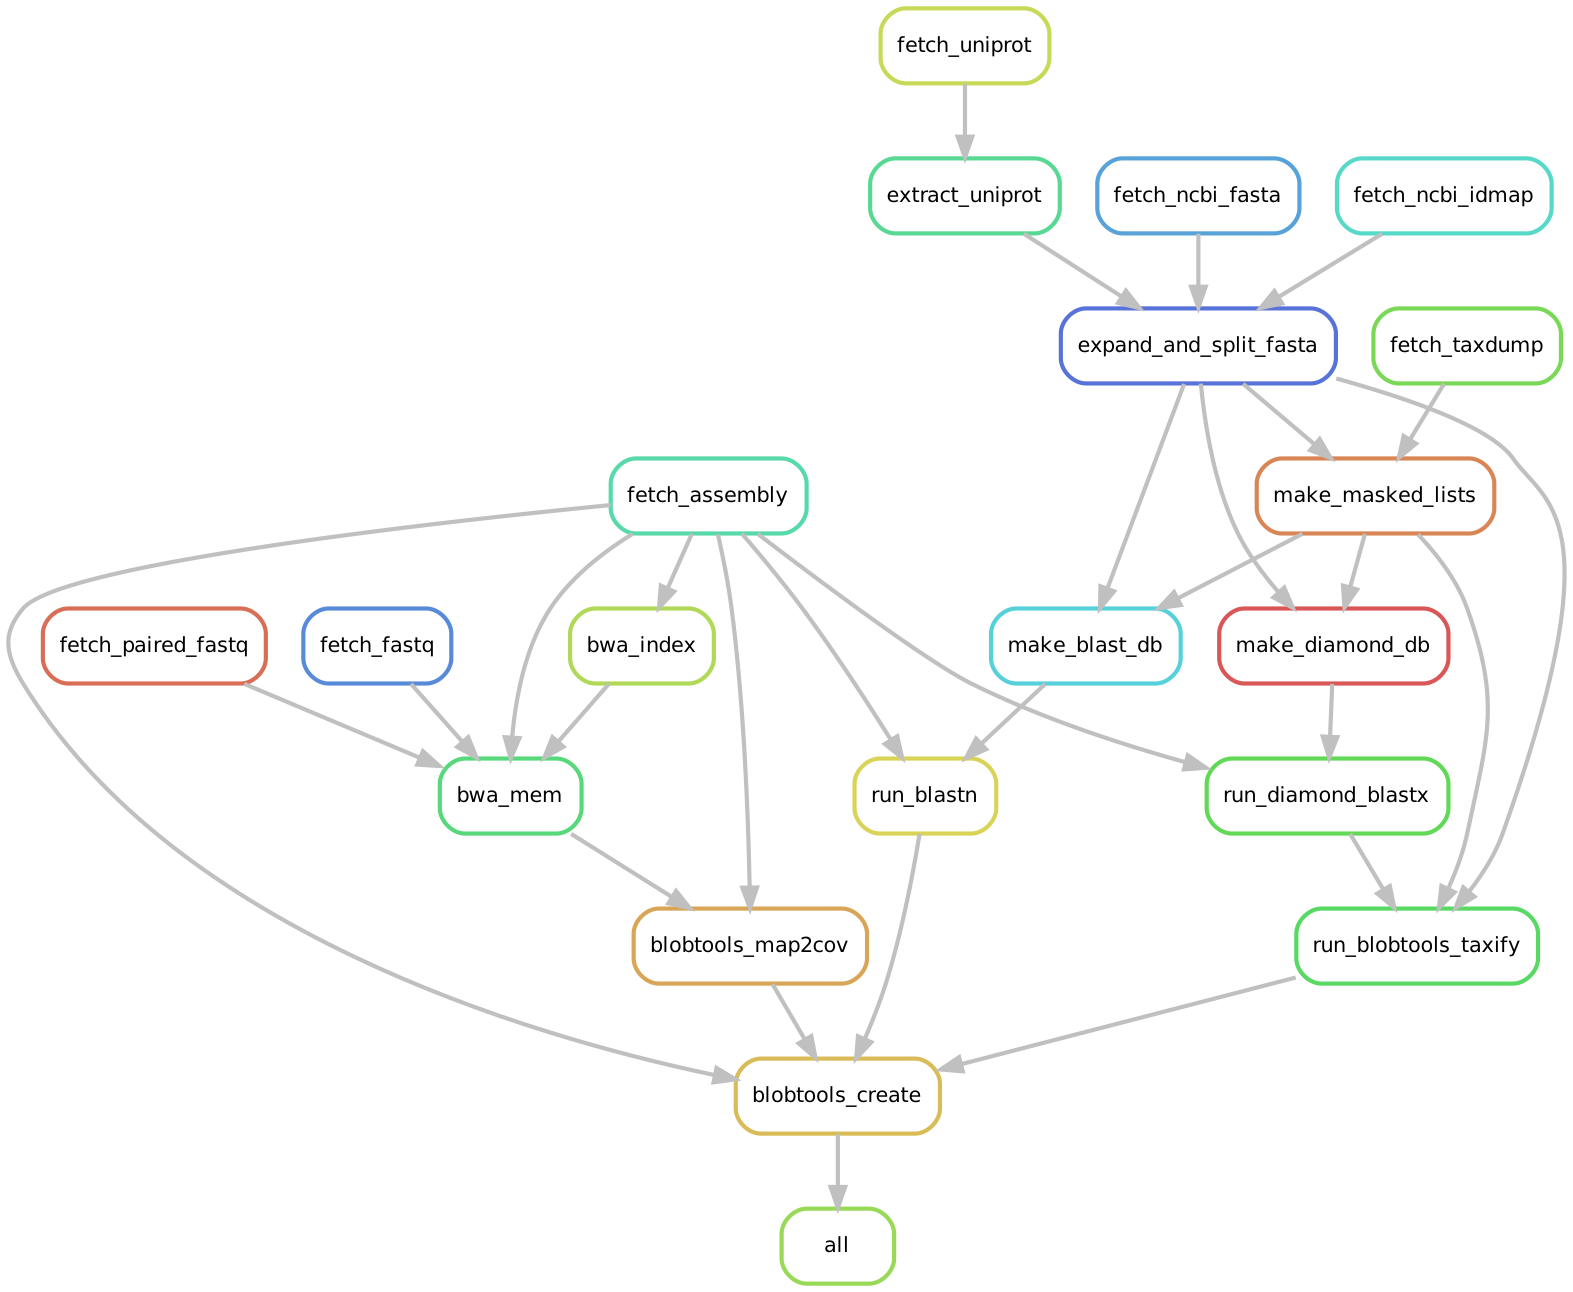 fetch_uniprot
extract_uniprot
fetch_ncbi_fasta
fetch_ncbi_idmap
expand_and_split_fasta
fetch_taxdump
fetch_assembly
make_masked_lists
fetch_paired_fastq
fetch_fastq
bwa_index
make_blast_db
make_diamond_db
bwa_mem
run_blastn
run_diamond_blastx
blobtools_map2cov
run_blobtools_taxify
blobtools_create
all